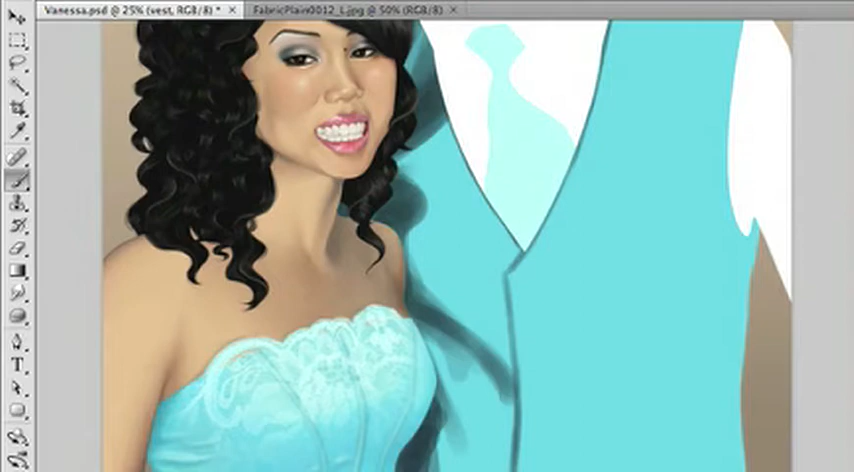 Vanessa.psd @ 25% (vest, RGB/8) * FabricPlain0012_L.jpg @ 50% (RGB/8)